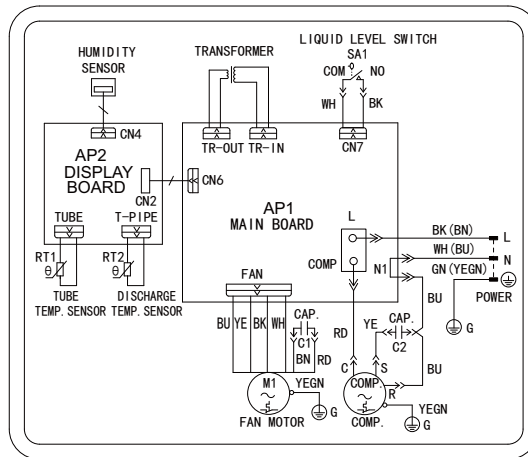 HUMIDITY
SENSOR
TRANSFORMER
LIQUID LEVEL SWITCH
SA1
COM
NO
WH
BK
CN4
TR-OUT
TR-IN
CN7
AP2
DISPLAY
BOARD
CN2
CN6
AP1
MAIN BOARD
TUBE
T-PIPE
RT1
θ
RT2
θ
TUBE
TEMP. SENSOR
DISCHARGE
TEMP. SENSOR
L
COMP
N1
BK(BN)
L
WH(BU)
N
GN(YEGN)
POWER
G
FAN
BU
YE
BK
WH
CAP.
C1
BN
RD
RD
YE
CAP.
C2
BU
BU
M1
YEGN
G
FAN MOTOR
C
S
COMP.
R
YEGN
G
COMP.